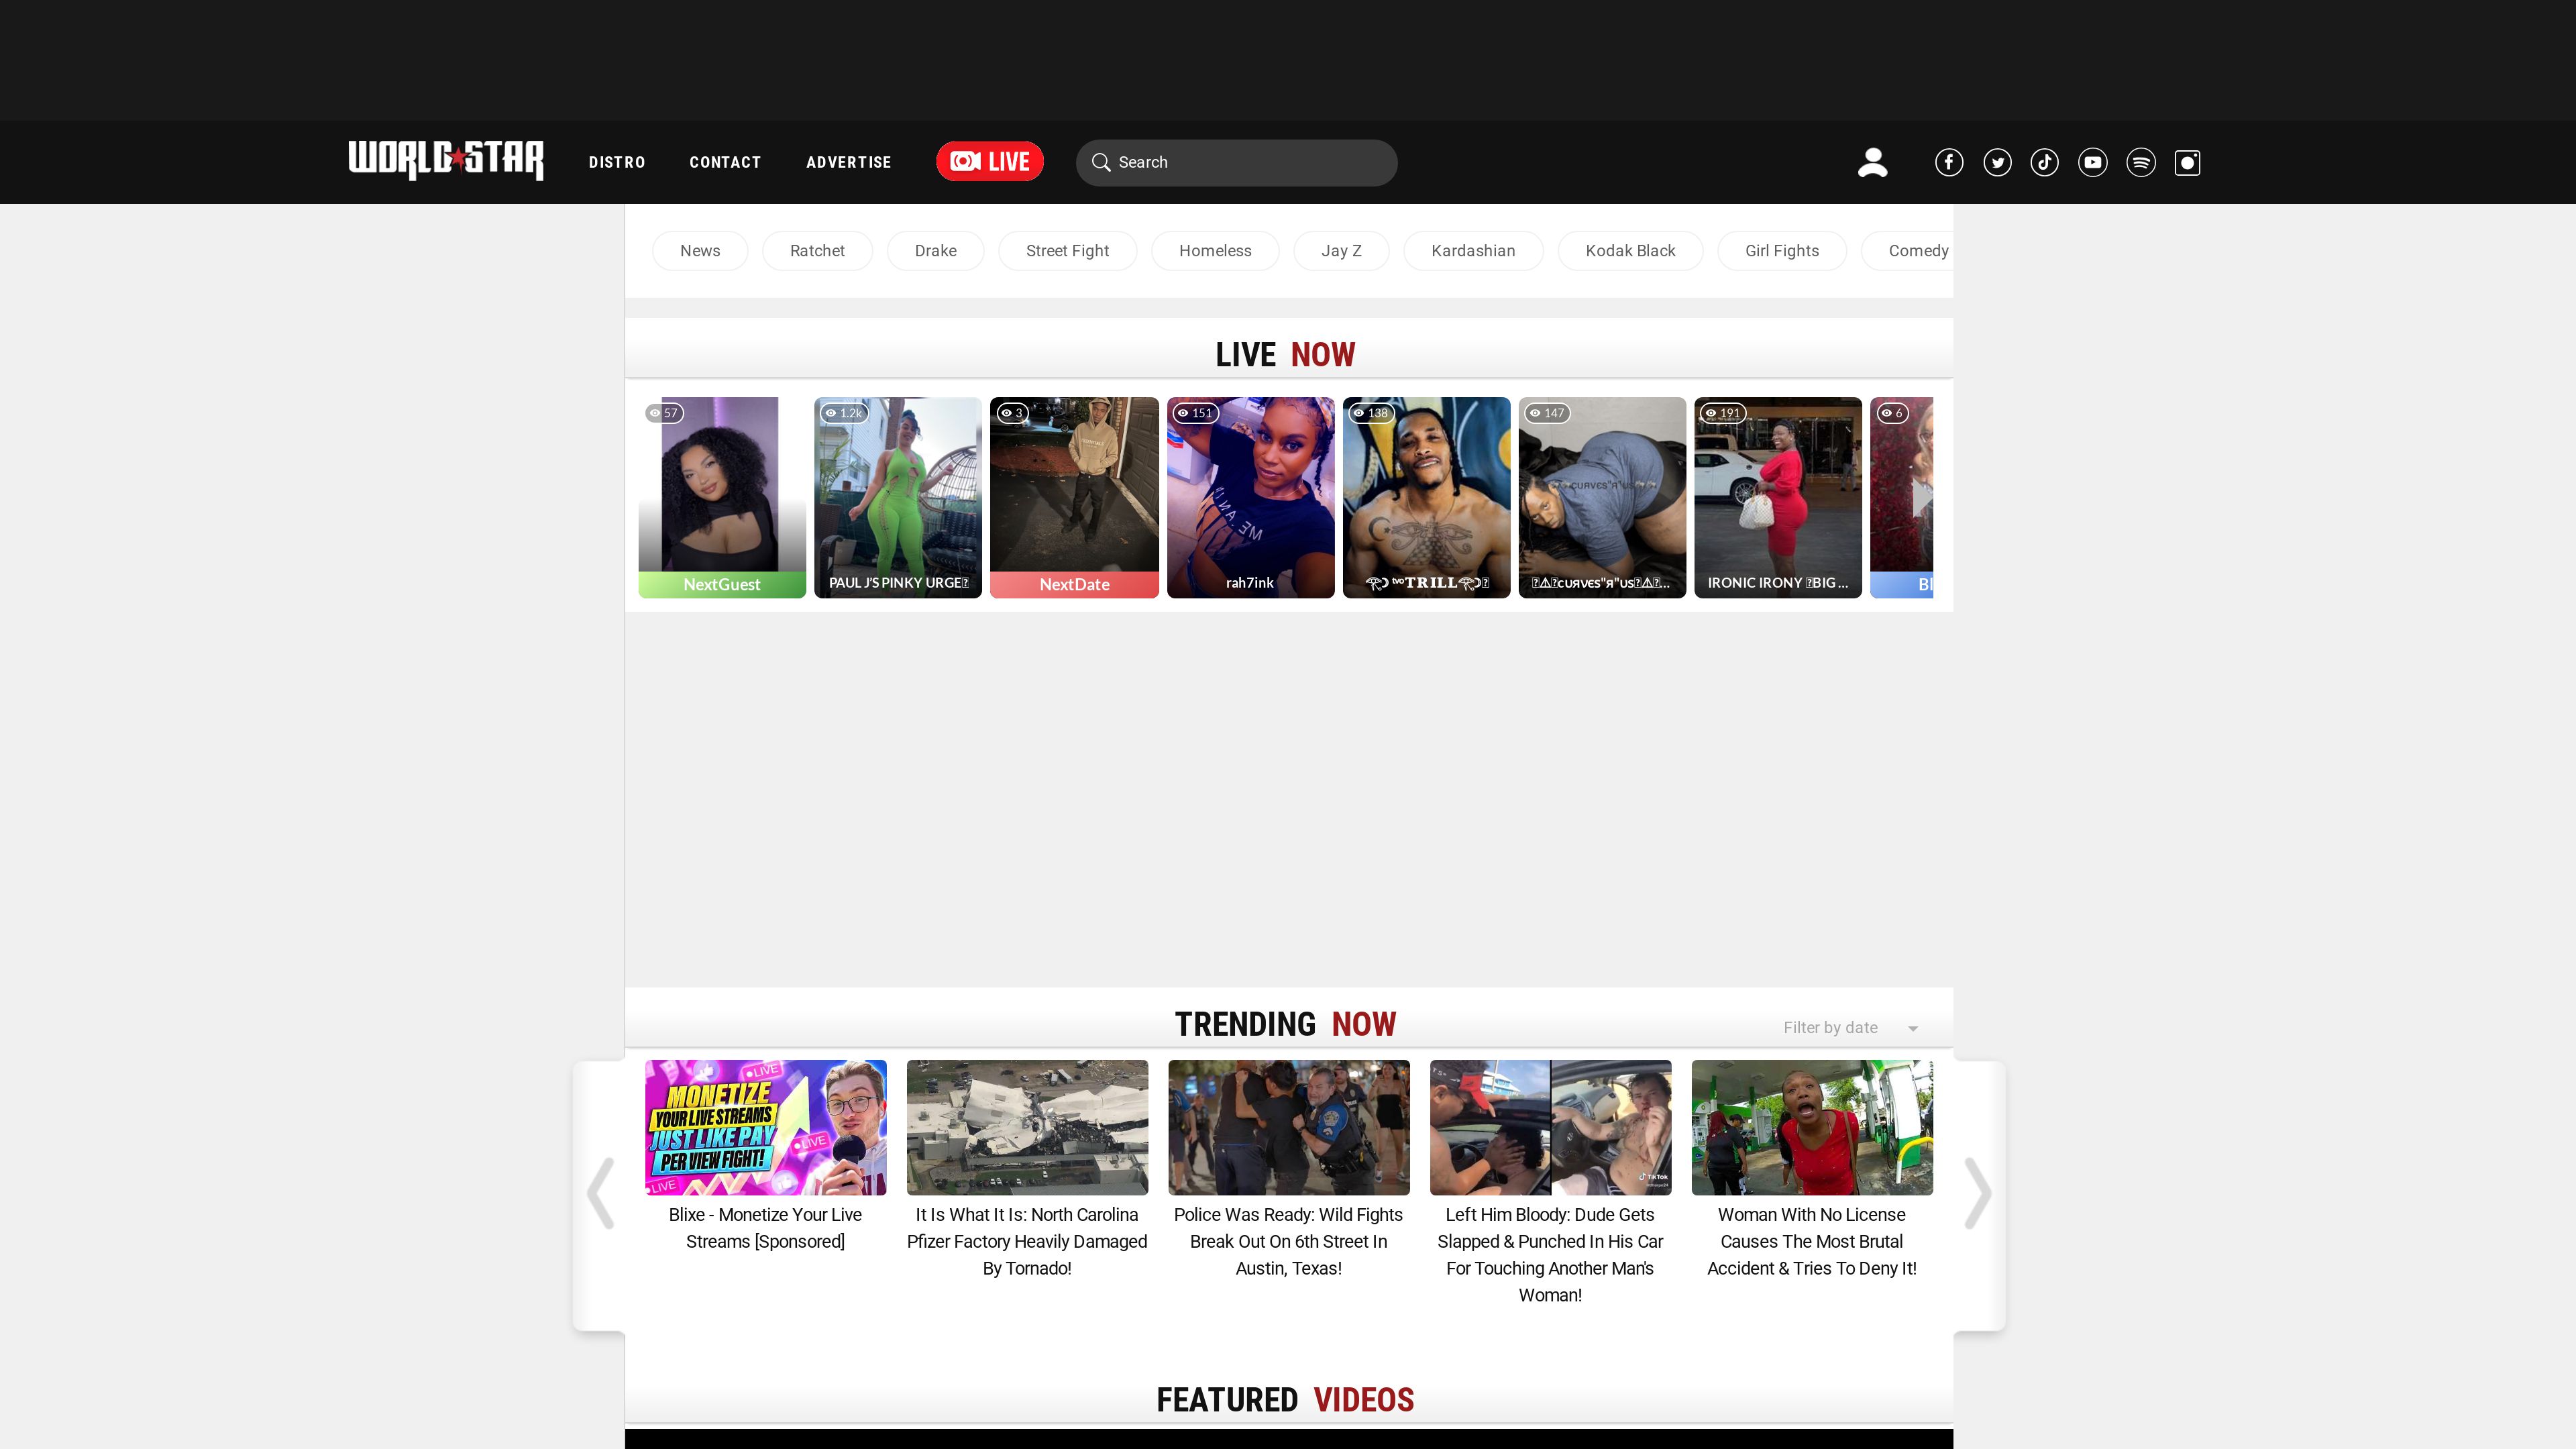 WORLD STAR
DISTRO
CONTACT
ADVERTISE
LIVE
Search
News
Ratchet
Drake
Street Fight
Homeless
Jay Z
Kardashian
Kodak Black
Girl Fights
Comedy
LIVE NOW
57
1.2k
3
151
138
147
191
6
NextGuest
PAUL J'S PINKY URGE
NextDate
ME, AN I'M
rah7ink
TRILL
cuʀvєs"ʀ"us
⚠cuʀvєs"ʀ"us⚠...
IRONIC IRONY BIG ...
Bl
TRENDING NOW
Filter by date
LIVE
MONETIZE
YOUR LIVE STREAMS
JUST LIKE PAY
PER VIEW FIGHT!
LIVE
LIVE
TikTok
Blixe - Monetize Your Live
Streams [Sponsored]
It Is What It Is: North Carolina
Pfizer Factory Heavily Damaged
By Tornado!
Police Was Ready: Wild Fights
Break Out On 6th Street In
Austin, Texas!
Left Him Bloody: Dude Gets
Slapped & Punched In His Car
For Touching Another Man's
Woman!
Woman With No License
Causes The Most Brutal
Accident & Tries To Deny It!
FEATURED VIDEOS